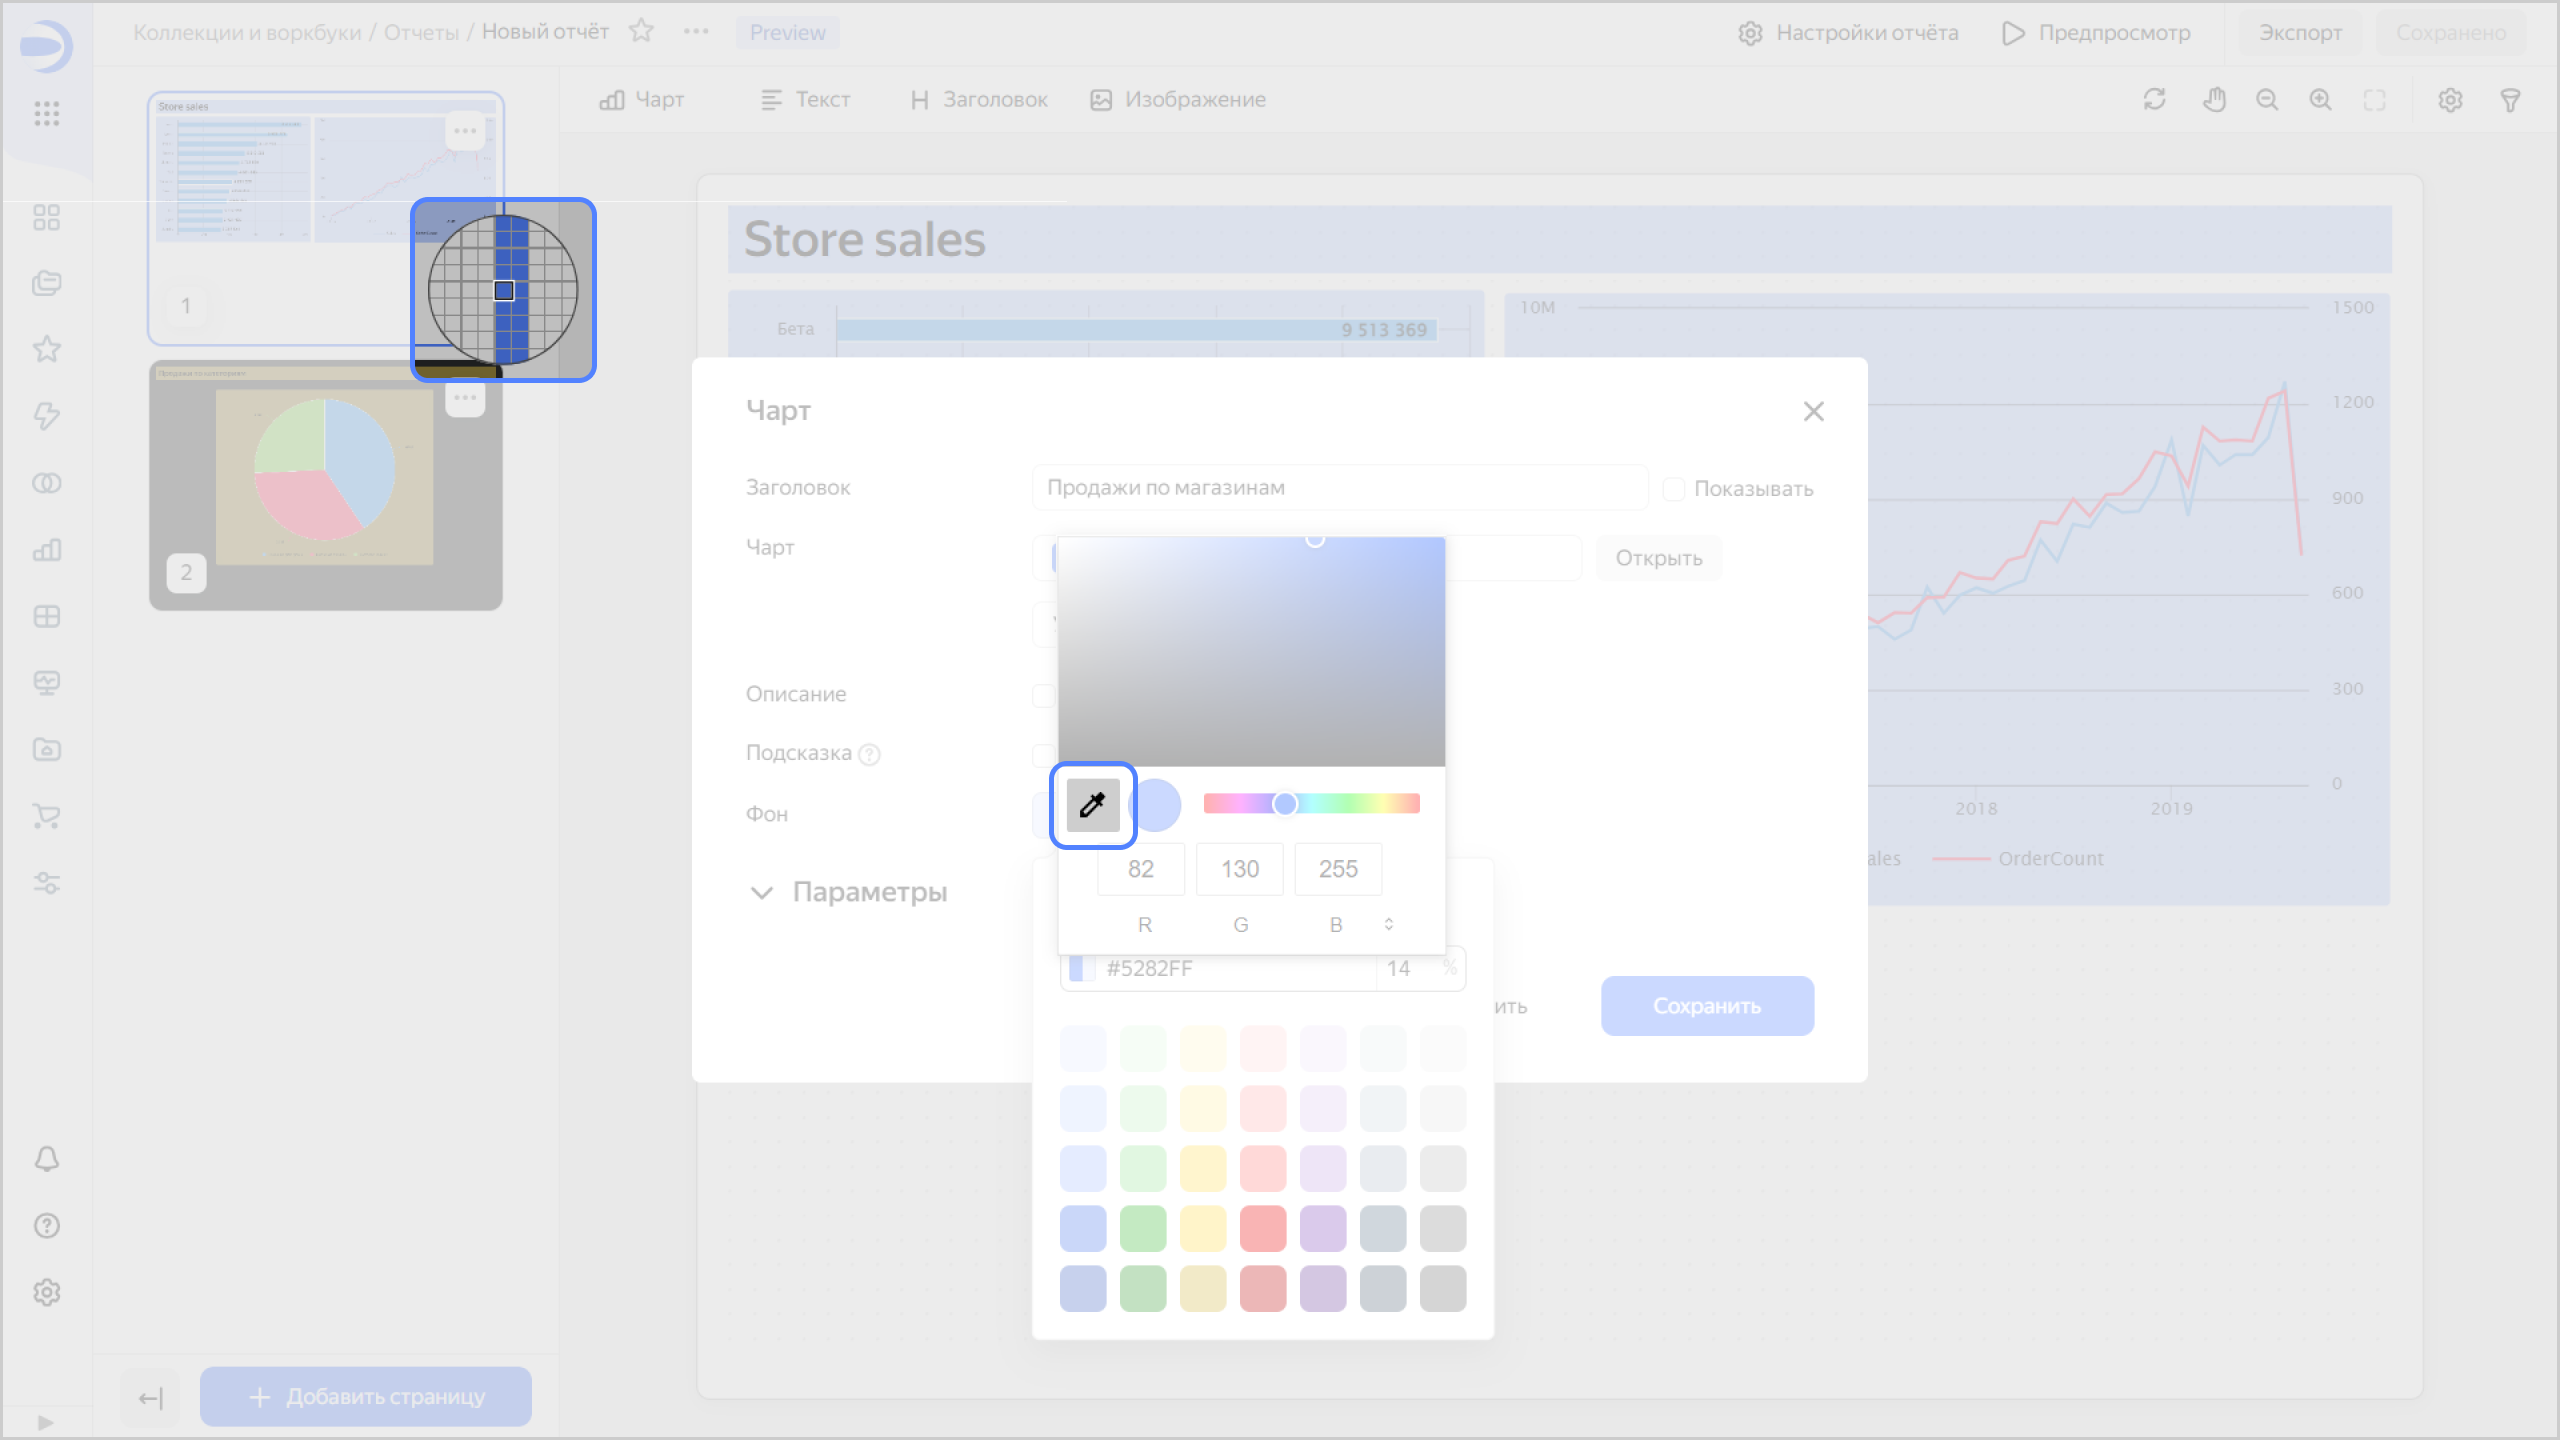 Коллекции и воркбуки / Отчеты / Новый отчёт
Preview
Настройки отчёта
Предпросмотр
Экспорт
Сохранено
Чарт
Текст
Заголовок
Изображение
Store sales
1
Продажи по категориям
2
Store sales
Бета
9 513 369
10M
1500
1200
900
600
300
0
2018
2019
ales
OrderCount
Чарт
Заголовок
Продажи по магазинам
Показывать
Чарт
Открыть
Описание
Подсказка
Фон
82
130
255
R
G
B
Параметры
#5282FF
14
%
ить
Сохранить
Добавить страницу